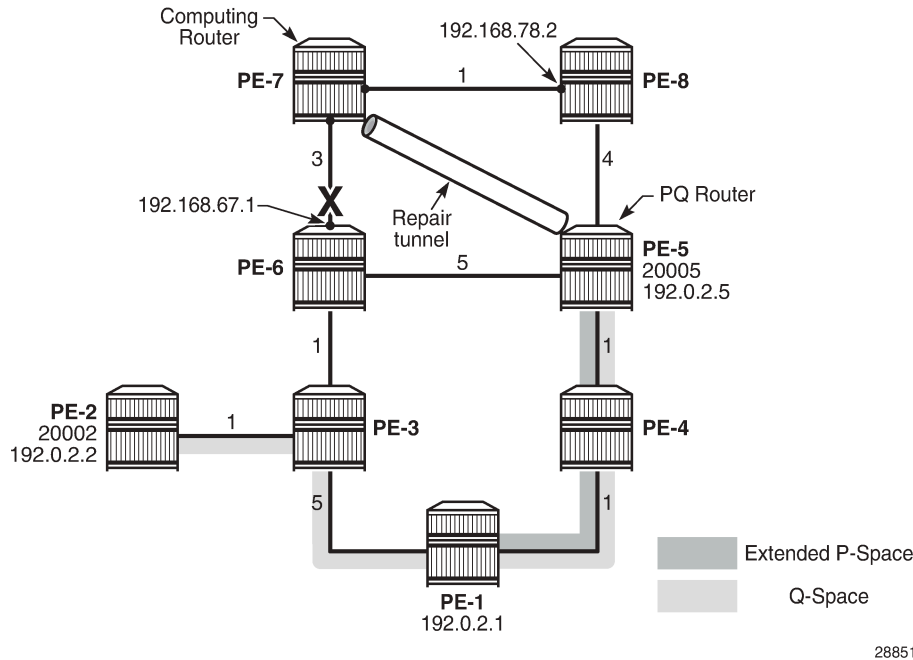 Computing
Router
192.168.78.2
PE-7
1
PE-8
3
4
192.168.67.1
X
Repair
tunnel
PQ Router
PE-6
5
PE-5
20005
192.0.2.5
1
1
PE-2
20002
192.0.2.2
1
PE-3
PE-4
5
1
Extended P-Space
Q-Space
PE-1
192.0.2.1
28851